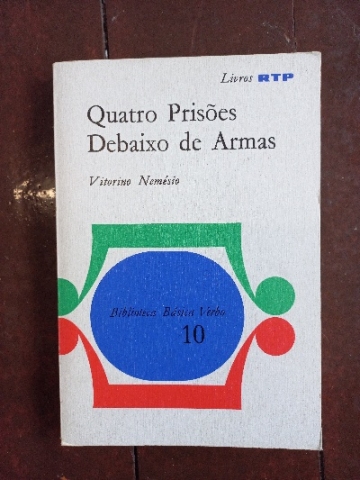 Livros RTP
Quatro Prisões
Debaixo de Armas
Vitorino Nemésio
Biblioteca Básica Verbo
10